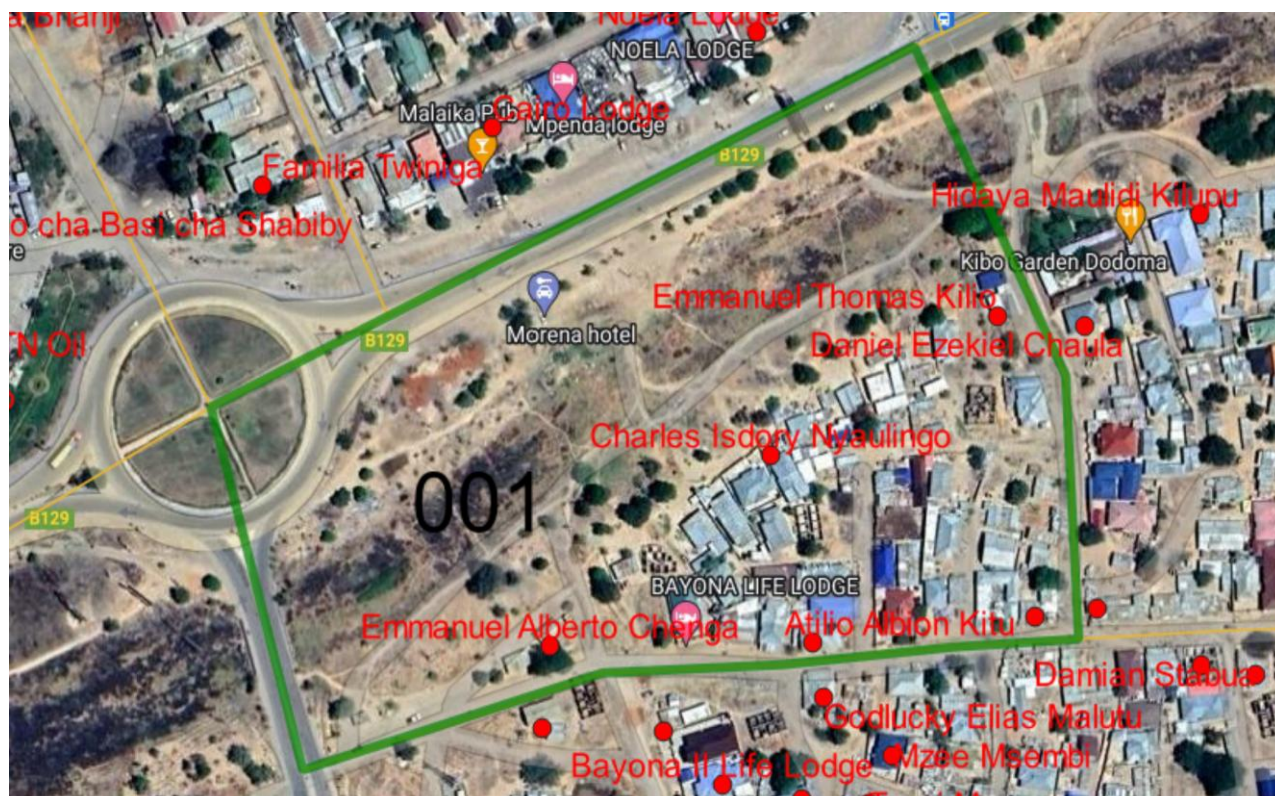 a Bhanji
Noela Lodge
NOELA LODGE
Malaika Pub
Cairo Lodge
Mpenda lodge
Familia Twiniga
B129
Hidaya Maulidi Kilupu
o cha Basi cha Shabiby
re
Kibo Garden Dodoma
Emmanuel Thomas Kilio
Morena hotel
B129
N Oil
Daniel Ezekiel Chaula
Charles Isdory Nyaulingo
001
B129
BAYONA LIFE LODGE
Emmanuel Alberto Chenga
Atilio Albion Kitu
Damian Stabua
Godlucky Elias Malutu
Mzee Msembi
Bayona II Life Lodge